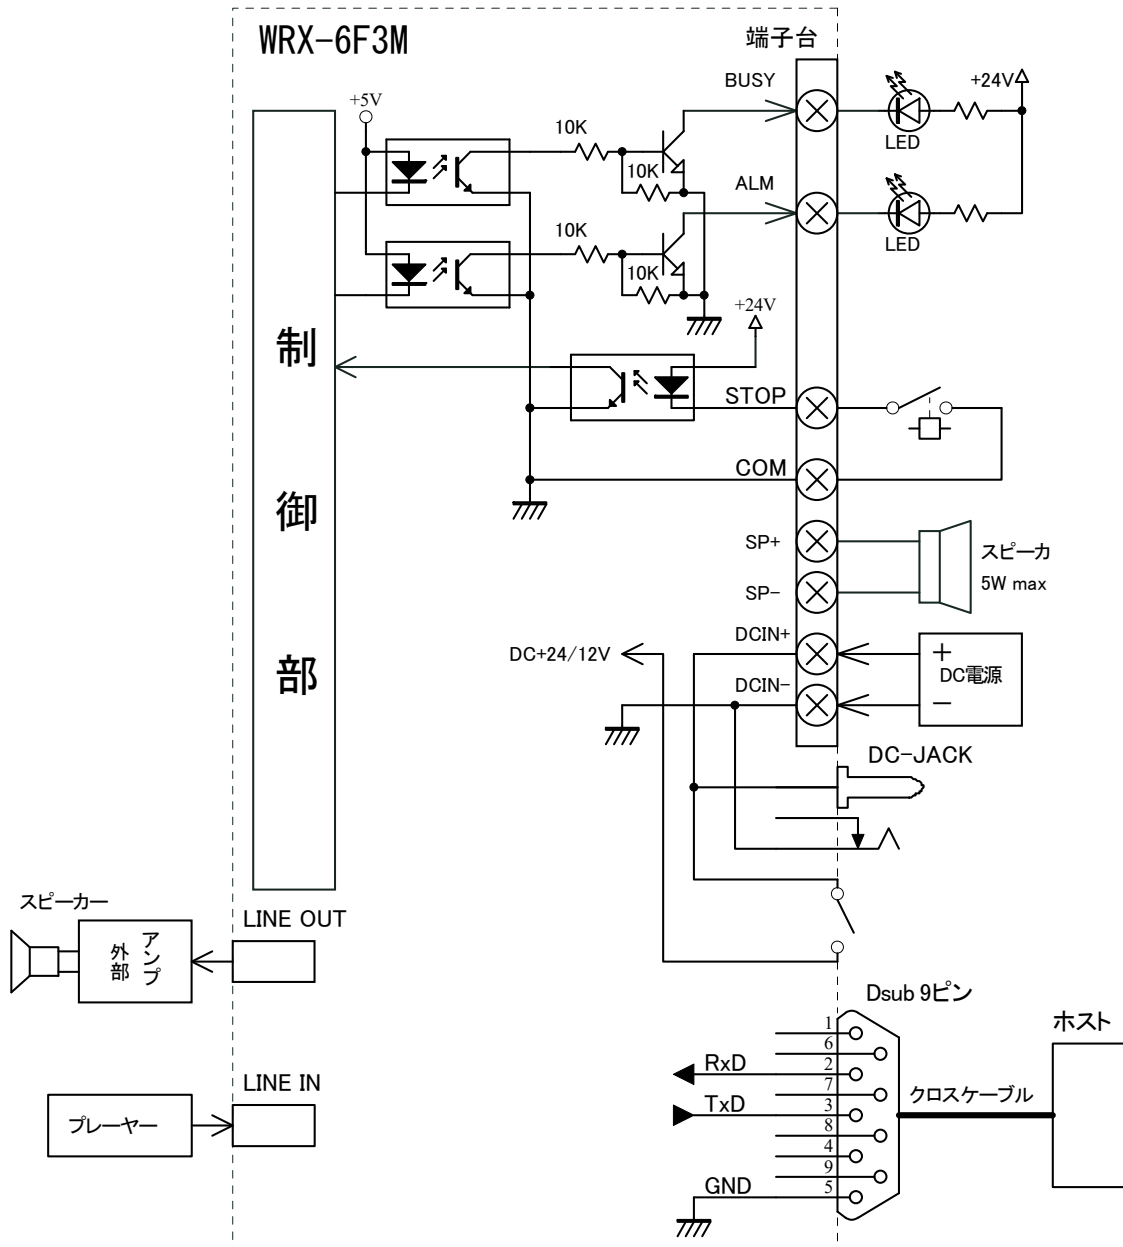 WRX-6F3M
端子台
BUSY
+24V
+5V
LED
10K
10K
ALM
LED
10K
10K
+24V
制御部
STOP
COM
SP+
スピーカ
5W max
SP-
DCIN+
DC+24/12V
+
DC電源
-
DCIN-
DC-JACK
スピーカー
LINE OUT
外部
アンプ
Dsub 9ピン
ホスト
1
6
RxD
2
7
クロスケーブル
TxD
3
8
4
9
GND
5
LINE IN
プレーヤー